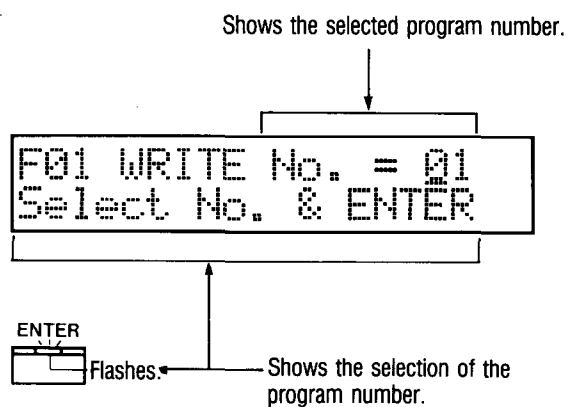 Shows the selected program number.
F01 WRITE No. = 01
Select No. & ENTER
ENTER
Flashes.
Shows the selection of the
program number.